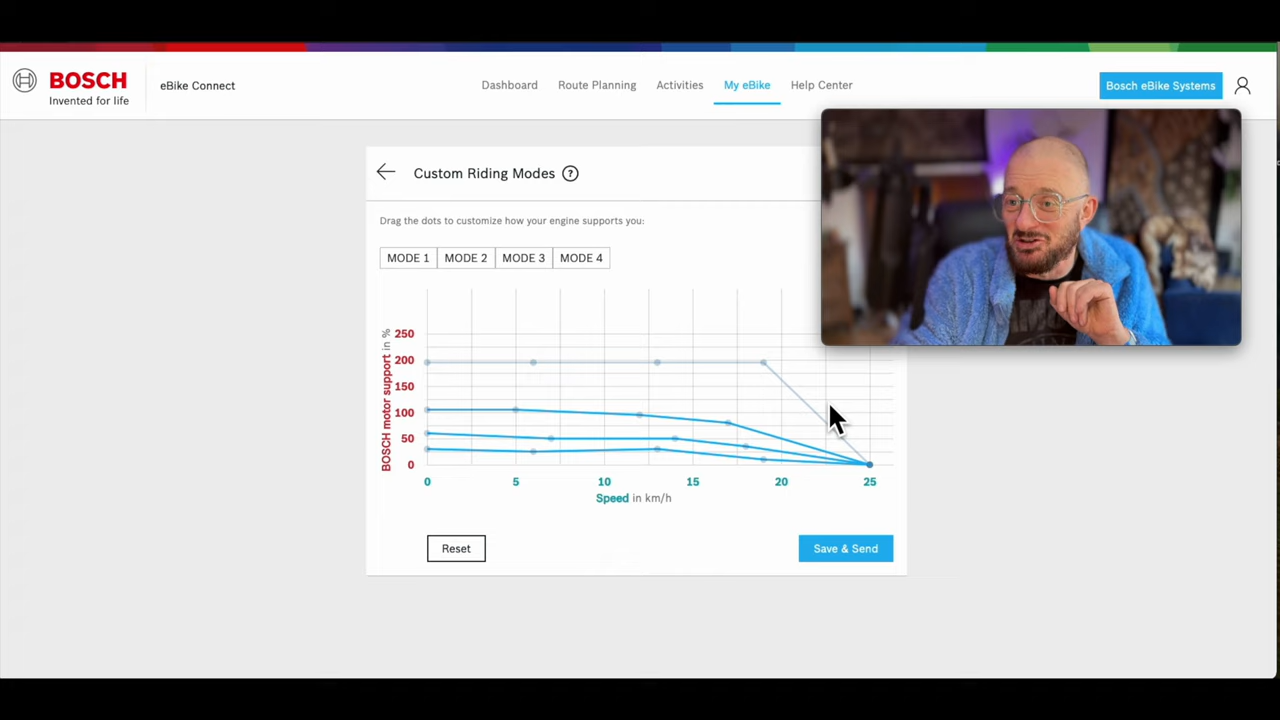 BOSCH
Invented for life
eBike Connect
Dashboard
Route Planning
Activities
My eBike
Help Center
Bosch eBike Systems
Custom Riding Modes ?
Drag the dots to customize how your engine supports you:
MODE 1
MODE 2
MODE 3
MODE 4
BOSCH motor support in %
250
200
150
100
50
0
0
5
10
15
20
25
Speed in km/h
Reset
Save & Send